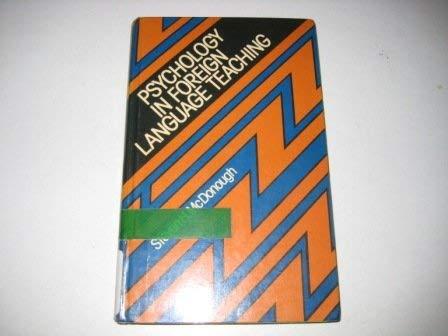 PSYCHOLOGY
IN FOREIGN
LANGUAGE TEACHING
McDonough